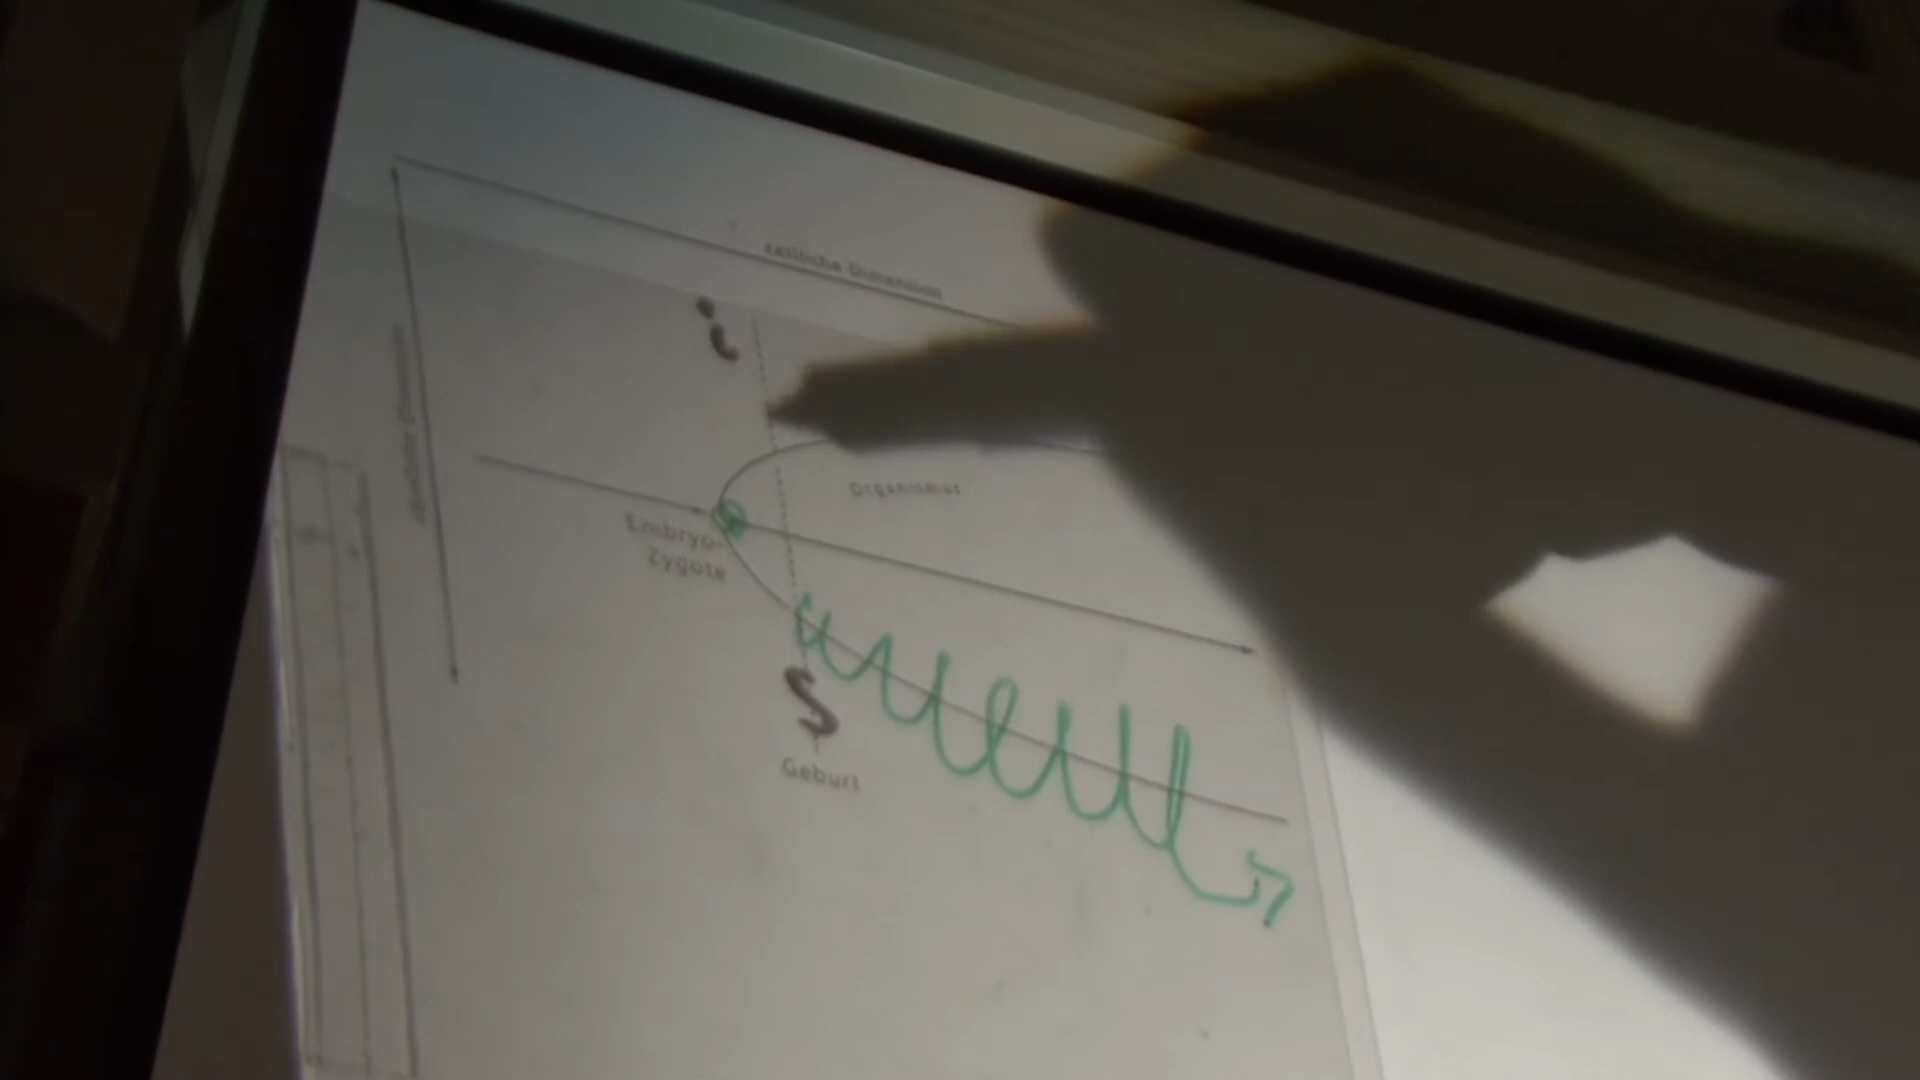 zeitliche Dimension
i
Organismus
Embryo-
Zygote
S
Geburt